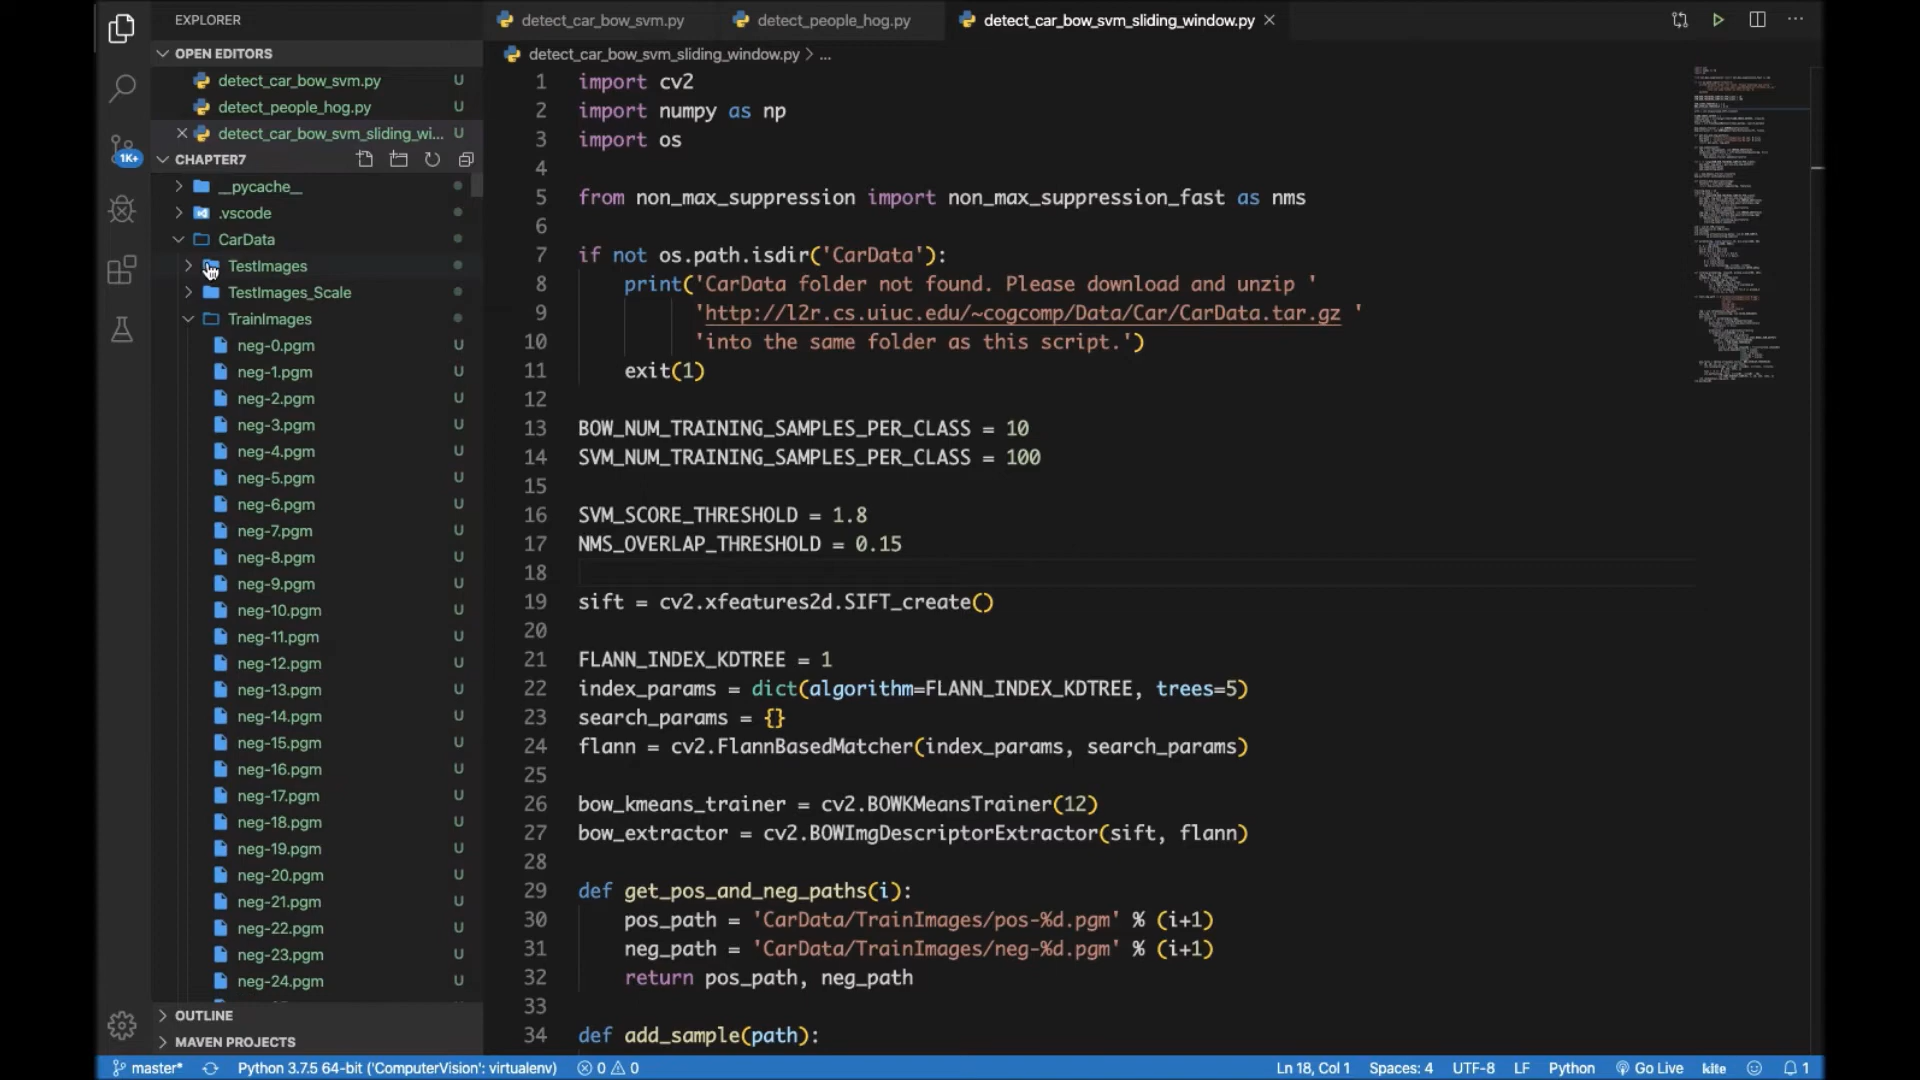 EXPLORER
OPEN EDITORS
detect_car_bow_svm.py U
detect_people_hog.py U
detect_car_bow_svm_sliding_wi... U
1K+
CHAPTER7
__pycache__
.vscode
CarData
TestImages
TestImages_Scale
TrainImages
neg-0.pgm U
neg-1.pgm U
neg-2.pgm U
neg-3.pgm U
neg-4.pgm U
neg-5.pgm U
neg-6.pgm U
neg-7.pgm U
neg-8.pgm U
neg-9.pgm U
neg-10.pgm U
neg-11.pgm U
neg-12.pgm U
neg-13.pgm U
neg-14.pgm U
neg-15.pgm U
neg-16.pgm U
neg-17.pgm U
neg-18.pgm U
neg-19.pgm U
neg-20.pgm U
neg-21.pgm U
neg-22.pgm U
neg-23.pgm U
neg-24.pgm U
OUTLINE
MAVEN PROJECTS
detect_car_bow_svm.py detect_people_hog.py detect_car_bow_svm_sliding_window.py
detect_car_bow_svm_sliding_window.py > ...
1 import cv2
2 import numpy as np
3 import os
4
5 from non_max_suppression import non_max_suppression_fast as nms
6
7 if not os.path.isdir('CarData'):
8 print('CarData folder not found. Please download and unzip '
9 'http://l2r.cs.uiuc.edu/~cogcomp/Data/Car/CarData.tar.gz '
10 'into the same folder as this script.')
11 exit(1)
12
13 BOW_NUM_TRAINING_SAMPLES_PER_CLASS = 10
14 SVM_NUM_TRAINING_SAMPLES_PER_CLASS = 100
15
16 SVM_SCORE_THRESHOLD = 1.8
17 NMS_OVERLAP_THRESHOLD = 0.15
18
19 sift = cv2.xfeatures2d.SIFT_create()
20
21 FLANN_INDEX_KDTREE = 1
22 index_params = dict(algorithm=FLANN_INDEX_KDTREE, trees=5)
23 search_params = {}
24 flann = cv2.FlannBasedMatcher(index_params, search_params)
25
26 bow_kmeans_trainer = cv2.BOWKMeansTrainer(12)
27 bow_extractor = cv2.BOWImgDescriptorExtractor(sift, flann)
28
29 def get_pos_and_neg_paths(i):
30 pos_path = 'CarData/TrainImages/pos-%d.pgm' % (i+1)
31 neg_path = 'CarData/TrainImages/neg-%d.pgm' % (i+1)
32 return pos_path, neg_path
33
34 def add_sample(path):
master* Python 3.7.5 64-bit ('ComputerVision': virtualenv) 0 0 Ln 18, Col 1 Spaces: 4 UTF-8 LF Python Go Live kite 1